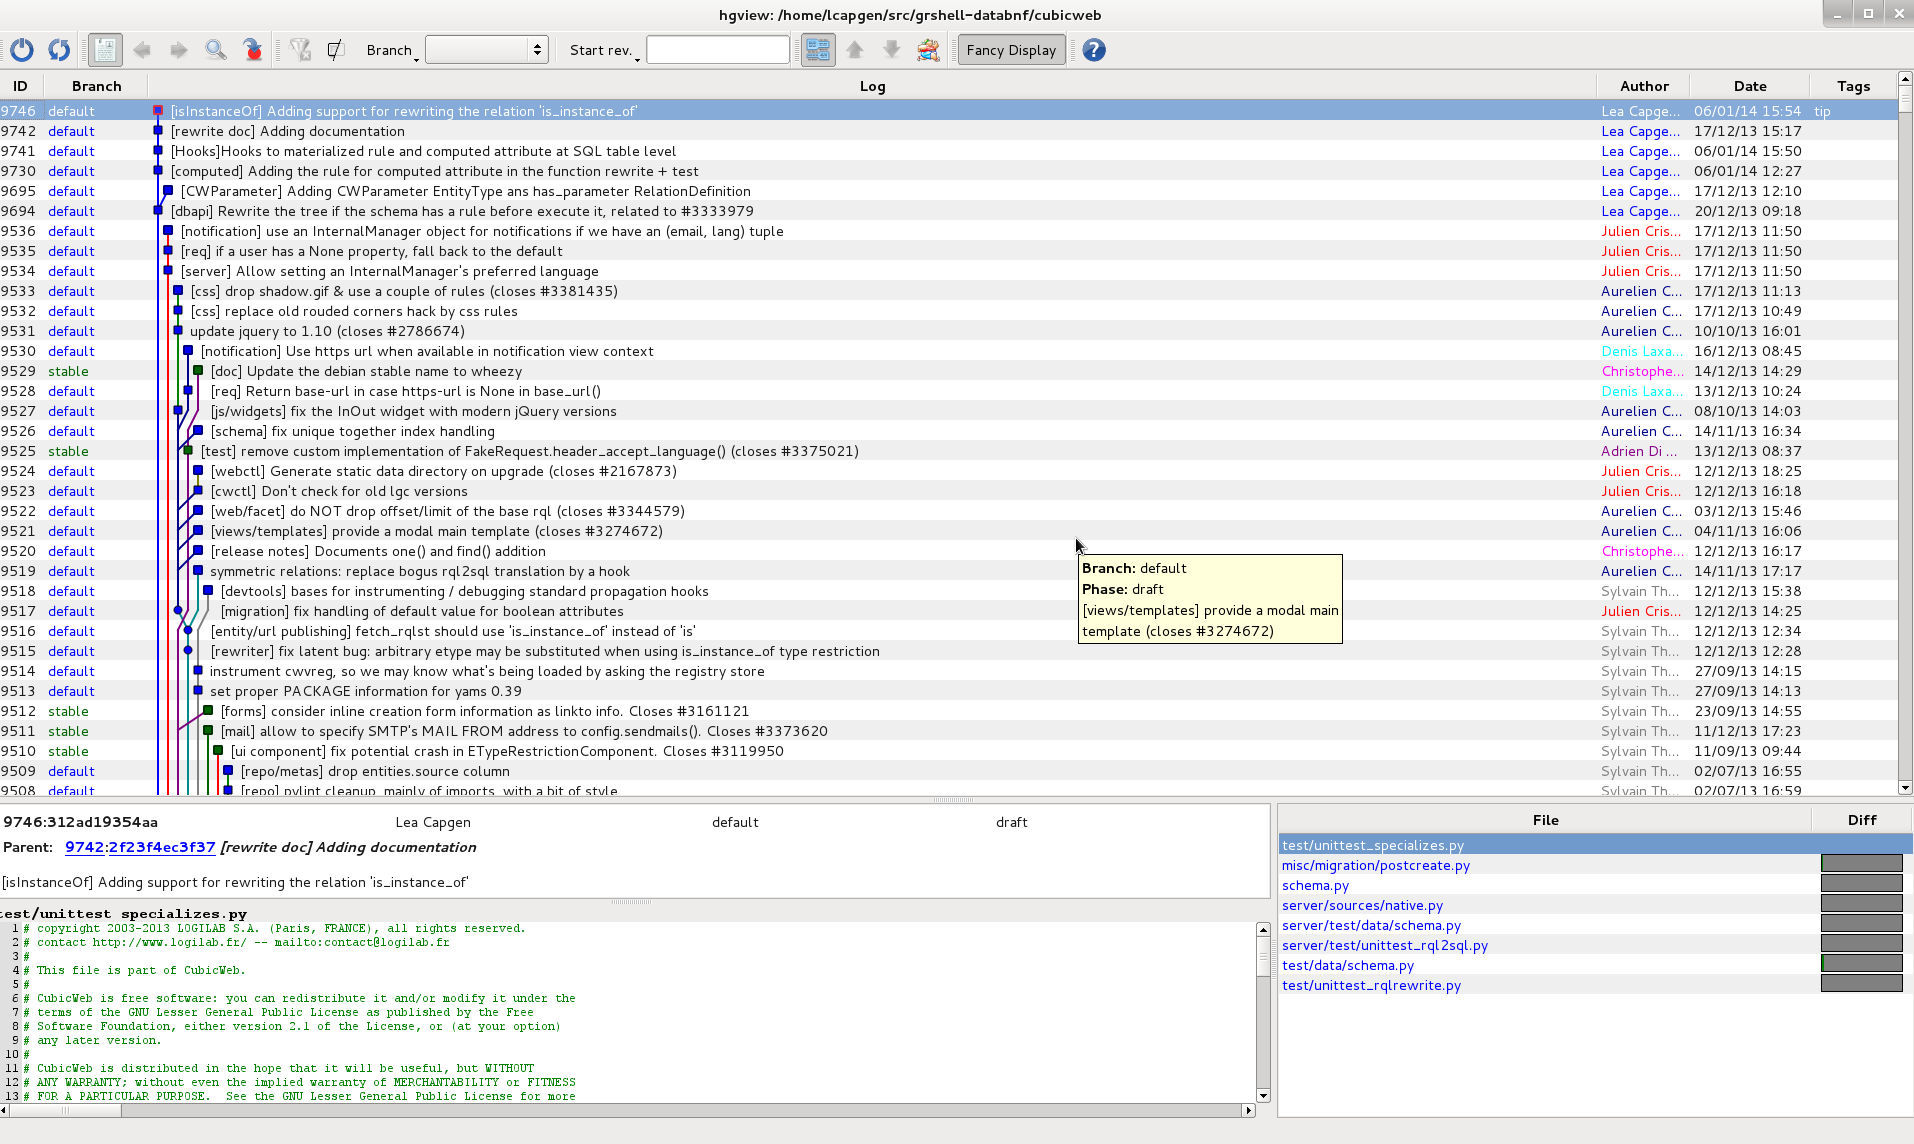 hgview: /home/lcapgen/src/grshell-databnf/cubicweb
Branch Start rev. Fancy Display
ID Branch Log Author Date Tags
9746 default [isInstanceOf] Adding support for rewriting the relation 'is_instance_of' Lea Capge... 06/01/14 15:54 tip
9742 default [rewrite doc] Adding documentation Lea Capge... 17/12/13 15:17
9741 default [Hooks]Hooks to materialized rule and computed attribute at SQL table level Lea Capge... 06/01/14 15:50
9730 default [computed] Adding the rule for computed attribute in the function rewrite + test Lea Capge... 06/01/14 12:27
9695 default [CWParameter] Adding CWParameter EntityType ans has_parameter RelationDefinition Lea Capge... 17/12/13 12:10
9694 default [dbapi] Rewrite the tree if the schema has a rule before execute it, related to #3333979 Lea Capge... 20/12/13 09:18
9536 default [notification] use an InternalManager object for notifications if we have an (email, lang) tuple Julien Cris... 17/12/13 11:50
9535 default [req] if a user has a None property, fall back to the default Julien Cris... 17/12/13 11:50
9534 default [server] Allow setting an InternalManager's preferred language Julien Cris... 17/12/13 11:50
9533 default [css] drop shadow.gif & use a couple of rules (closes #3381435) Aurelien C... 17/12/13 11:13
9532 default [css] replace old rouded corners hack by css rules Aurelien C... 17/12/13 10:49
9531 default update jquery to 1.10 (closes #2786674) Aurelien C... 10/10/13 16:01
9530 default [notification] Use https url when available in notification view context Denis Laxa... 16/12/13 08:45
9529 stable [doc] Update the debian stable name to wheezy Christophe... 14/12/13 14:29
9528 default [req] Return base-url in case https-url is None in base_url() Denis Laxa... 13/12/13 10:24
9527 default [js/widgets] fix the InOut widget with modern jQuery versions Aurelien C... 08/10/13 14:03
9526 default [schema] fix unique together index handling Aurelien C... 14/11/13 16:34
9525 stable [test] remove custom implementation of FakeRequest.header_accept_language() (closes #3375021) Adrien Di ... 13/12/13 08:37
9524 default [webctl] Generate static data directory on upgrade (closes #2167873) Julien Cris... 12/12/13 18:25
9523 default [cwctl] Don't check for old lgc versions Julien Cris... 12/12/13 16:18
9522 default [web/facet] do NOT drop offset/limit of the base rql (closes #3344579) Aurelien C... 03/12/13 15:46
9521 default [views/templates] provide a modal main template (closes #3274672) Aurelien C... 04/11/13 16:06
9520 default [release notes] Documents one() and find() addition Christophe... 12/12/13 16:17
9519 default symmetric relations: replace bogus rql2sql translation by a hook Aurelien C... 14/11/13 17:17
9518 default [devtools] bases for instrumenting / debugging standard propagation hooks Sylvain Th... 12/12/13 15:38
9517 default [migration] fix handling of default value for boolean attributes Julien Cris... 12/12/13 14:25
9516 default [entity/url publishing] fetch_rqlst should use 'is_instance_of' instead of 'is' Sylvain Th... 12/12/13 12:34
9515 default [rewriter] fix latent bug: arbitrary etype may be substituted when using is_instance_of type restriction Sylvain Th... 12/12/13 12:28
9514 default instrument cwvreg, so we may know what's being loaded by asking the registry store Sylvain Th... 27/09/13 14:15
9513 default set proper PACKAGE information for yams 0.39 Sylvain Th... 27/09/13 14:13
9512 stable [forms] consider inline creation form information as linkto info. Closes #3161121 Sylvain Th... 23/09/13 14:55
9511 stable [mail] allow to specify SMTP's MAIL FROM address to config.sendmails(). Closes #3373620 Sylvain Th... 11/12/13 17:23
9510 stable [ui component] fix potential crash in ETypeRestrictionComponent. Closes #3119950 Sylvain Th... 11/09/13 09:44
9509 default [repo/metas] drop entities.source column Sylvain Th... 02/07/13 16:55
9508 default [repo] pylint cleanup, mainly of imports, with a bit of style Sylvain Th... 02/07/13 16:59
Branch: default
Phase: draft
[views/templates] provide a modal main
template (closes #3274672)
9746:312ad19354aa Lea Capgen default draft
Parent: 9742:2f23f4ec3f37 [rewrite doc] Adding documentation
[isInstanceOf] Adding support for rewriting the relation 'is_instance_of'
test/unittest_specializes.py
1 # copyright 2003-2013 LOGILAB S.A. (Paris, FRANCE), all rights reserved.
2 # contact http://www.logilab.fr/ -- mailto:contact@logilab.fr
3 #
4 # This file is part of CubicWeb.
5 #
6 # CubicWeb is free software: you can redistribute it and/or modify it under the
7 # terms of the GNU Lesser General Public License as published by the Free
8 # Software Foundation, either version 2.1 of the License, or (at your option)
9 # any later version.
10 #
11 # CubicWeb is distributed in the hope that it will be useful, but WITHOUT
12 # ANY WARRANTY; without even the implied warranty of MERCHANTABILITY or FITNESS
13 # FOR A PARTICULAR PURPOSE.  See the GNU Lesser General Public License for more
File Diff
test/unittest_specializes.py
misc/migration/postcreate.py
schema.py
server/sources/native.py
server/test/data/schema.py
server/test/unittest_rql2sql.py
test/data/schema.py
test/unittest_rqlrewrite.py